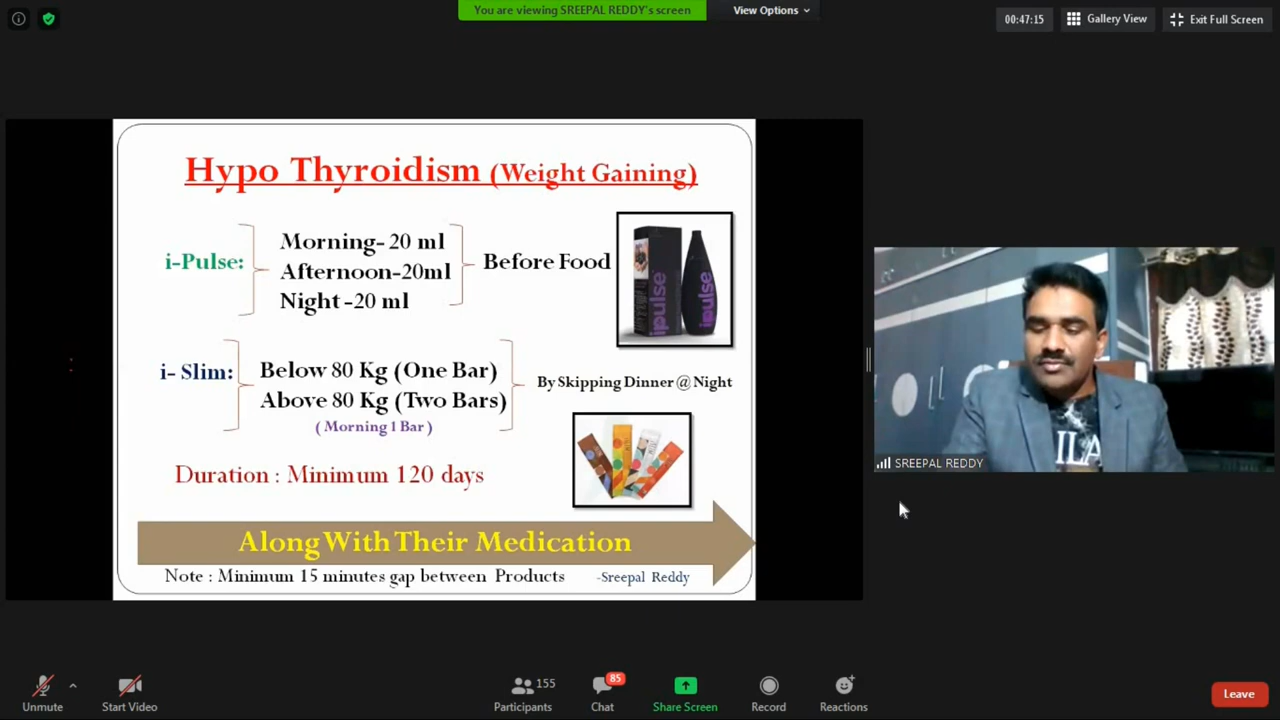 You are viewing SREEPAL REDDY's screen
View Options
00:47:15
Gallery View
Exit Full Screen
Hypo Thyroidism (Weight Gaining)
i-Pulse:
Morning- 20 ml
Afternoon-20ml
Night -20 ml
Before Food
ipulse
ipulse
i- Slim:
Below 80 Kg (One Bar)
Above 80 Kg (Two Bars)
( Morning 1 Bar )
By Skipping Dinner @ Night
Duration : Minimum 120 days
Along With Their Medication
Note : Minimum 15 minutes gap between Products
-Sreepal Reddy
SREEPAL REDDY
Unmute
Start Video
155
Participants
85
Chat
Share Screen
Record
Reactions
Leave